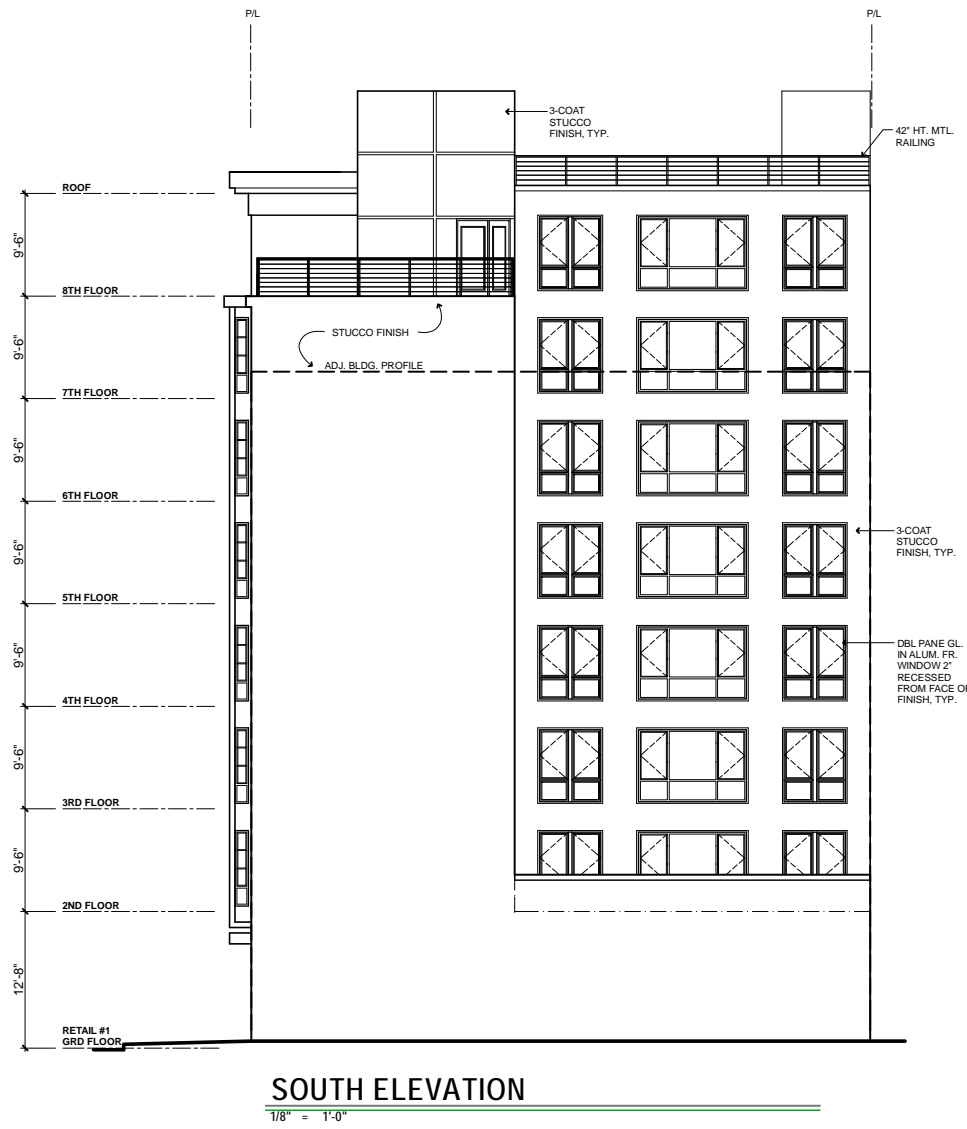 P/L
P/L
3-COAT
STUCCO
FINISH, TYP.
42" HT. MTL.
RAILING
ROOF
9'-6"
8TH FLOOR
STUCCO FINISH
9'-6"
ADJ. BLDG. PROFILE
7TH FLOOR
9'-6"
6TH FLOOR
9'-6"
3-COAT
STUCCO
FINISH, TYP.
5TH FLOOR
9'-6"
DBL PANE GL.
IN ALUM. FR.
WINDOW 2"
RECESSED
FROM FACE OF
FINISH, TYP.
4TH FLOOR
9'-6"
3RD FLOOR
9'-6"
2ND FLOOR
12'-8"
RETAIL #1
GRD FLOOR
SOUTH ELEVATION
1/8" = 1'-0"